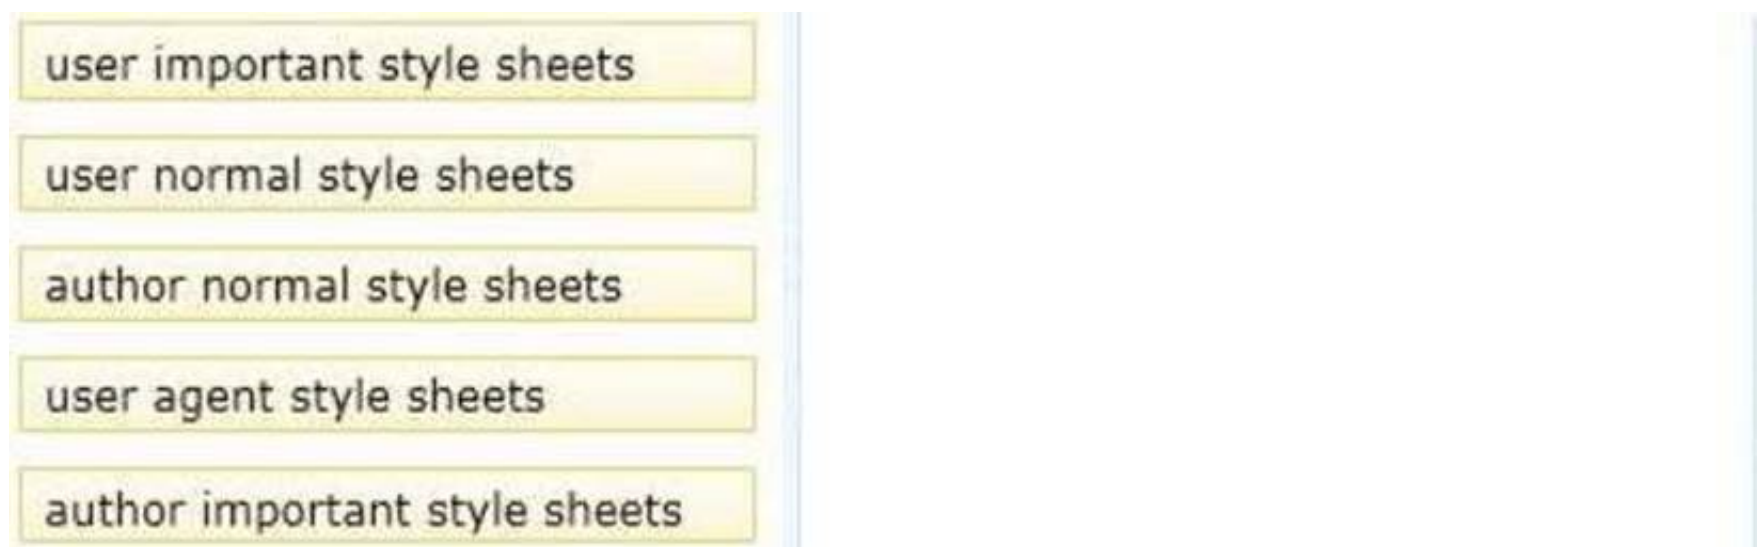 user important style sheets
user normal style sheets
author normal style sheets
user agent style sheets
author important style sheets